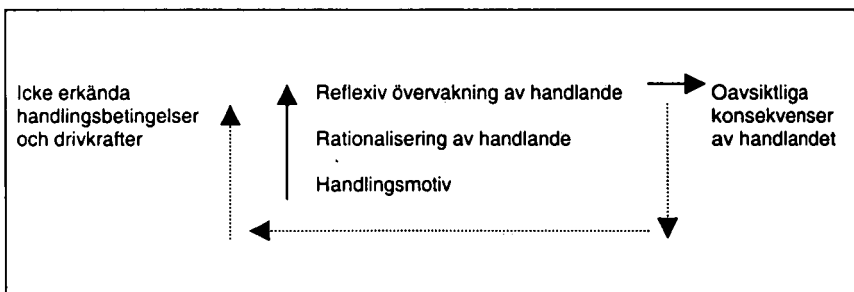 Icke erkända
handlingsbetingelser
och drivkrafter
Reflexiv övervakning av handlande
Rationalisering av handlande
Handlingsmotiv
Oavsiktliga
konsekvenser
av handlandet